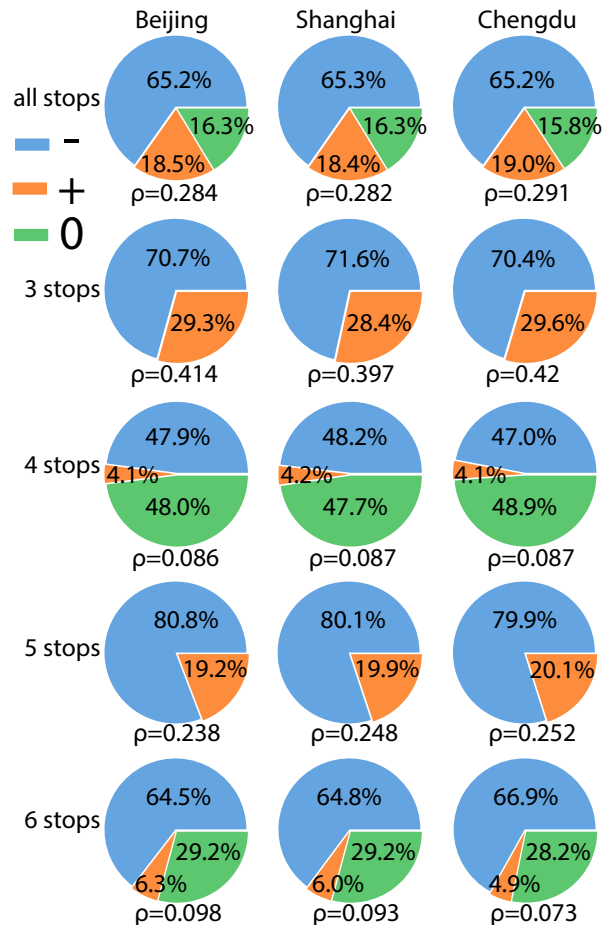 Beijing Shanghai Chengdu
all stops
65.2% 65.3% 65.2%
16.3% 16.3% 15.8%
18.5% 18.4% 19.0%
ρ=0.284 ρ=0.282 ρ=0.291
-
+
0
3 stops
70.7% 71.6% 70.4%
29.3% 28.4% 29.6%
ρ=0.414 ρ=0.397 ρ=0.42
4 stops
47.9% 48.2% 47.0%
4.1% 4.2% 4.1%
48.0% 47.7% 48.9%
ρ=0.086 ρ=0.087 ρ=0.087
5 stops
80.8% 80.1% 79.9%
19.2% 19.9% 20.1%
ρ=0.238 ρ=0.248 ρ=0.252
6 stops
64.5% 64.8% 66.9%
29.2% 29.2% 28.2%
6.3% 6.0% 4.9%
ρ=0.098 ρ=0.093 ρ=0.073